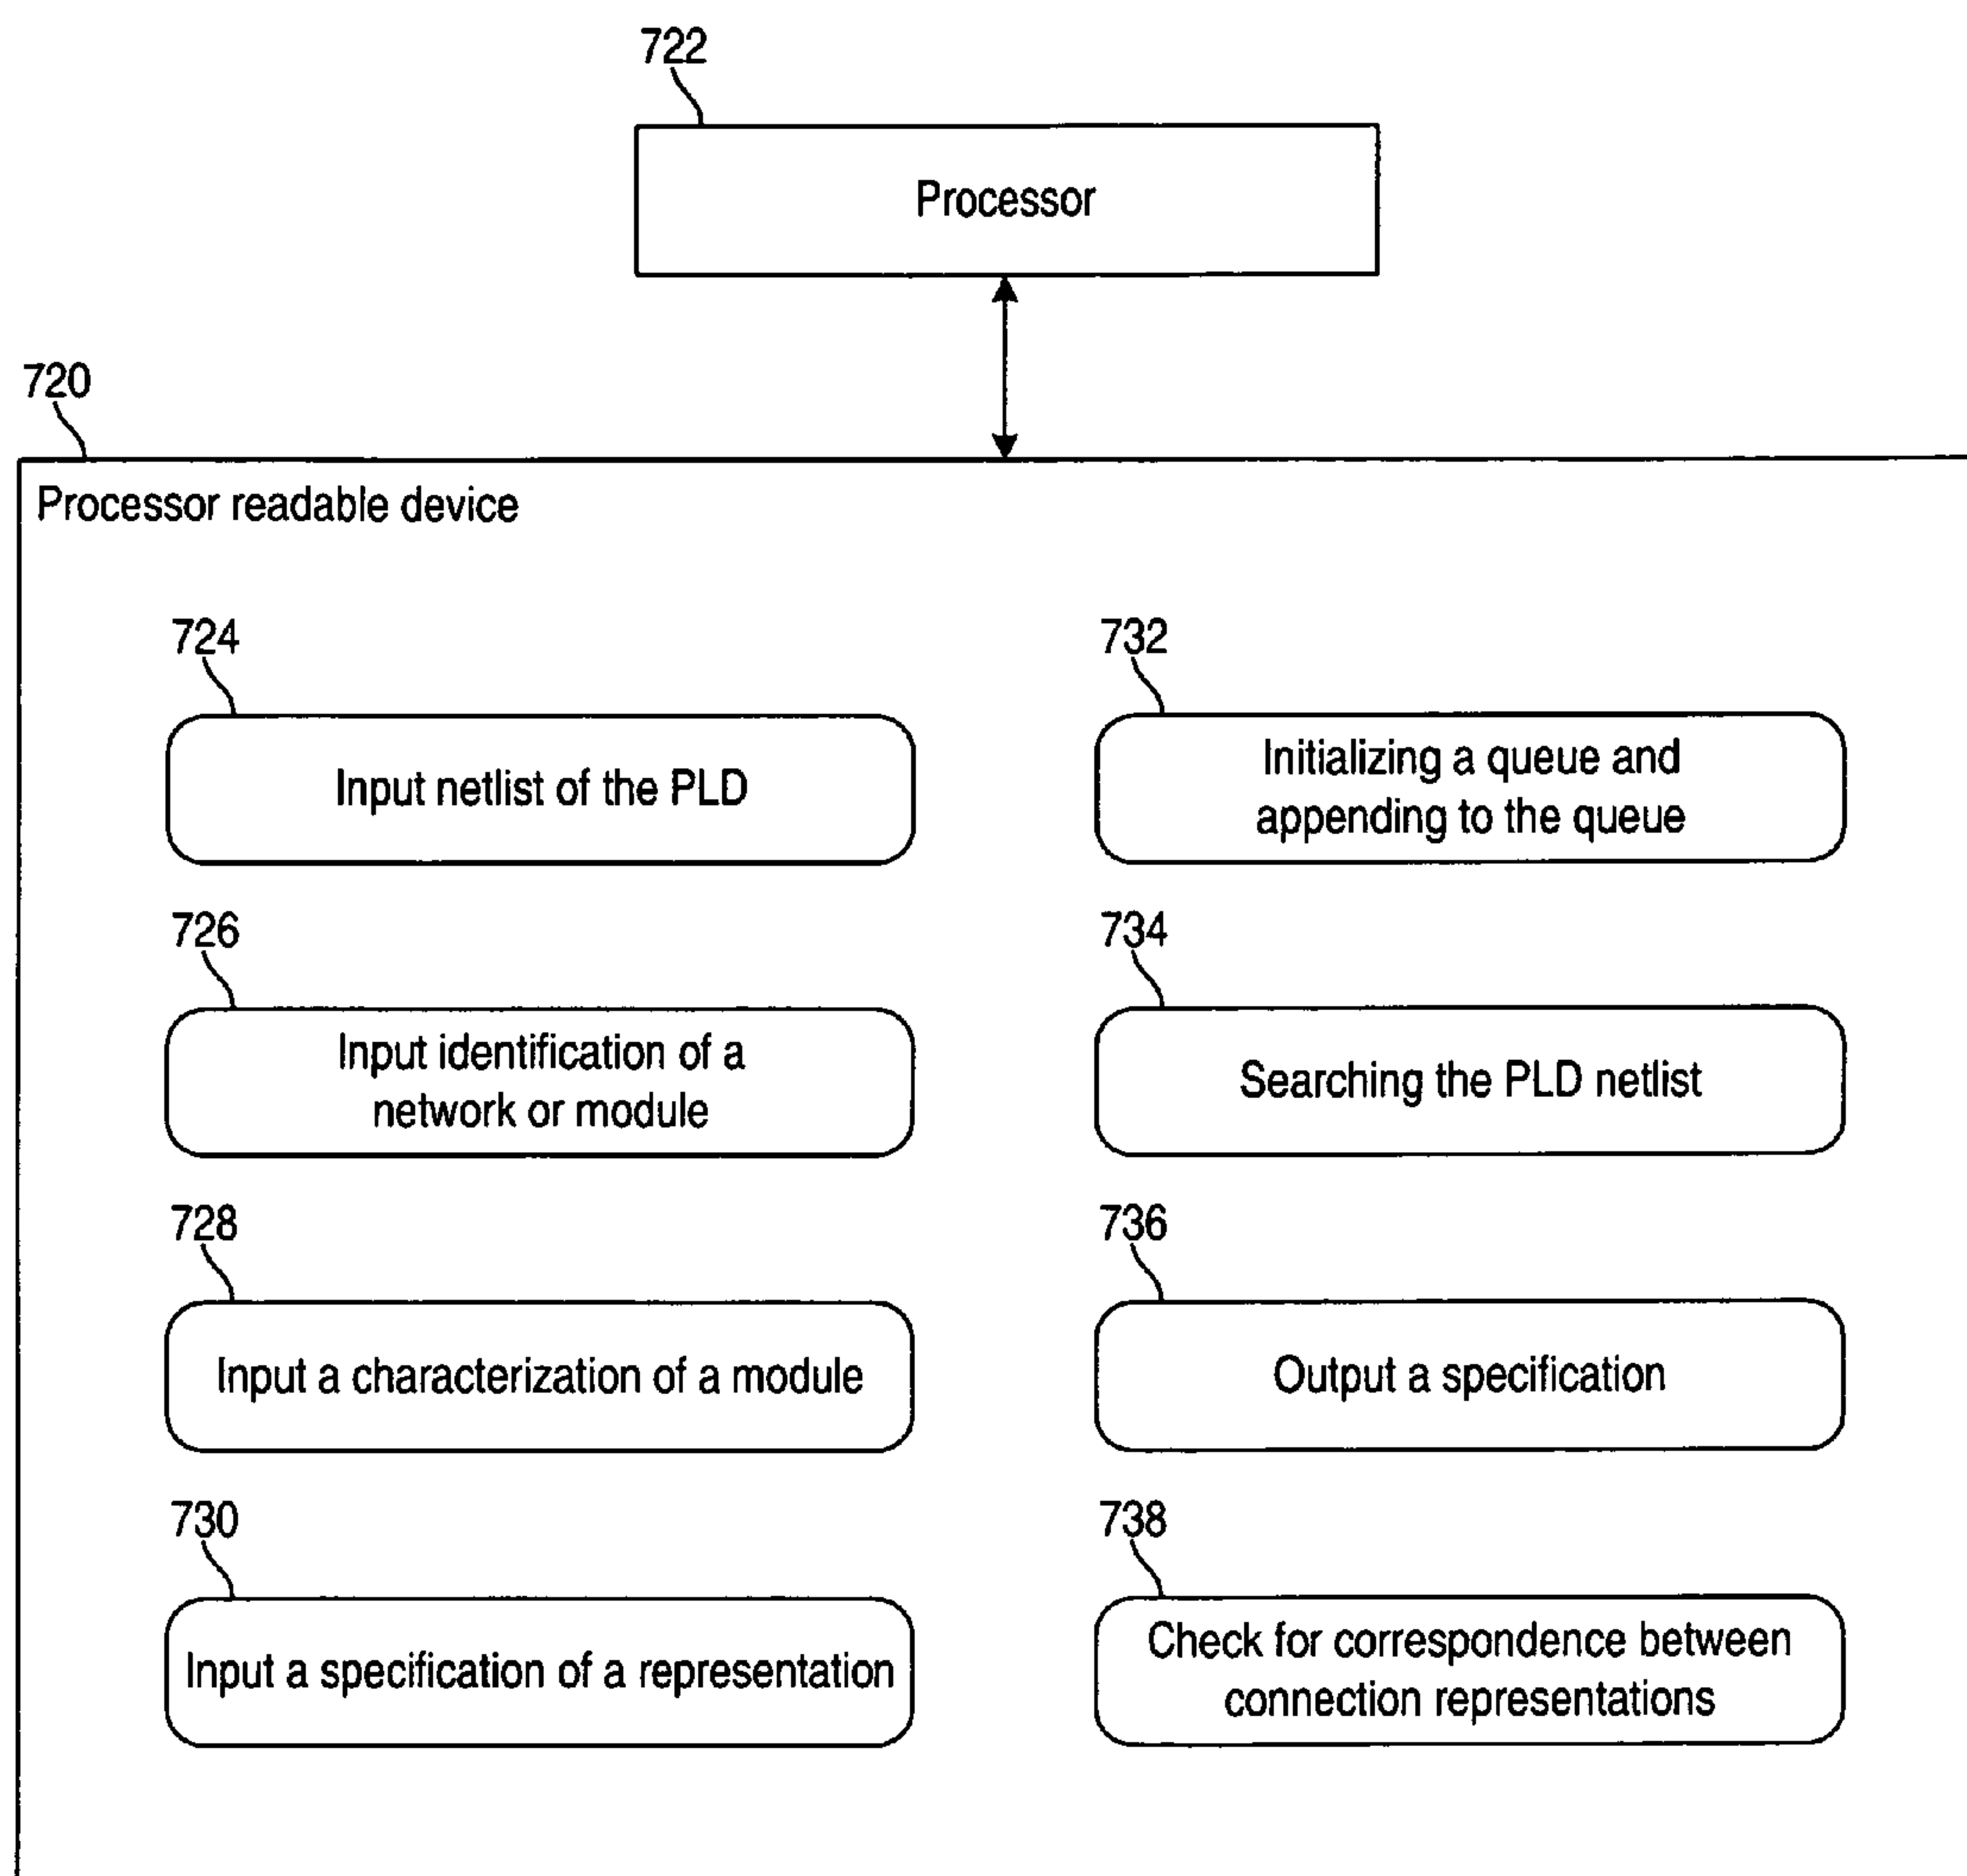 722
Processor
720
Processor readable device
724
Input netlist of the PLD
726
Input identification of a
network or module
728
Input a characterization of a module
730
Input a specification of a representation
732
Initializing a queue and
appending to the queue
734
Searching the PLD netlist
736
Output a specification
738
Check for correspondence between
connection representations